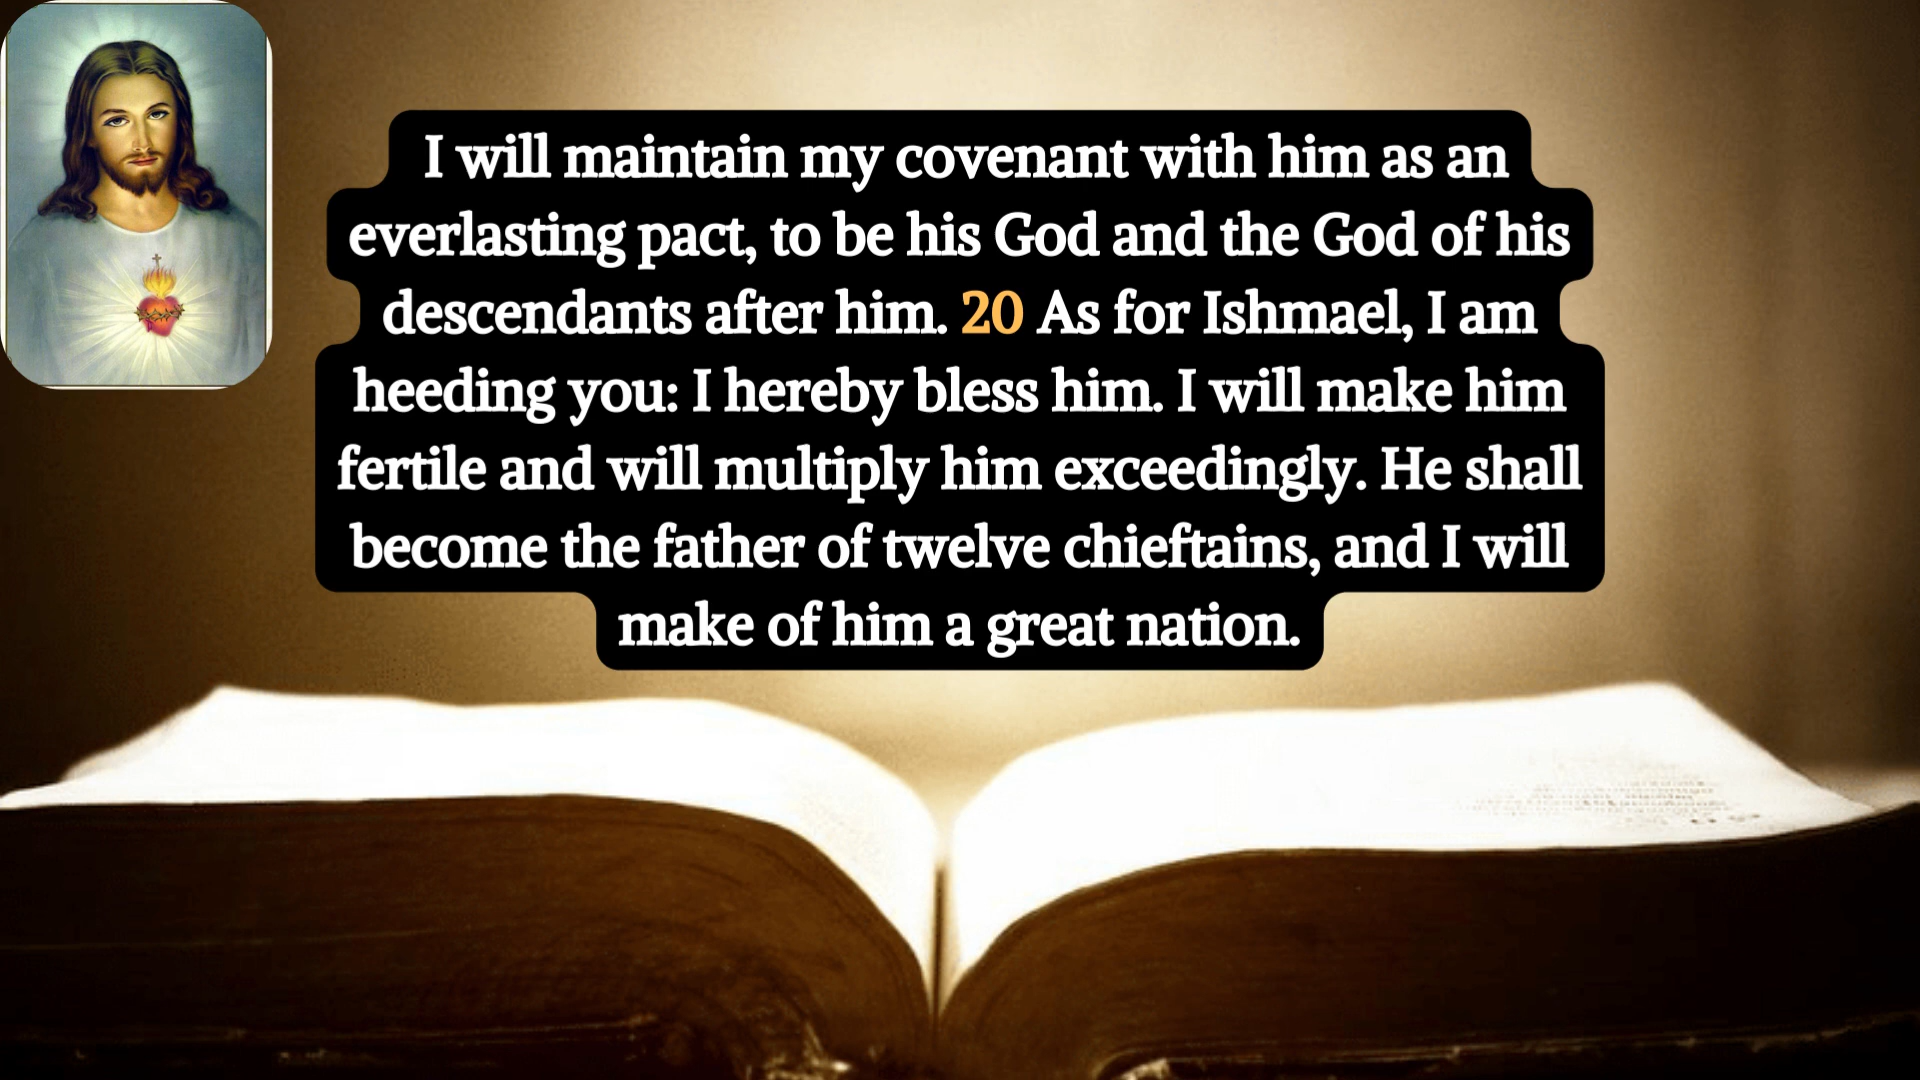 I will maintain my covenant with him as an
everlasting pact, to be his God and the God of his
descendants after him. 20 As for Ishmael, I am
heeding you: I hereby bless him. I will make him
fertile and will multiply him exceedingly. He shall
become the father of twelve chieftains, and I will
make of him a great nation.